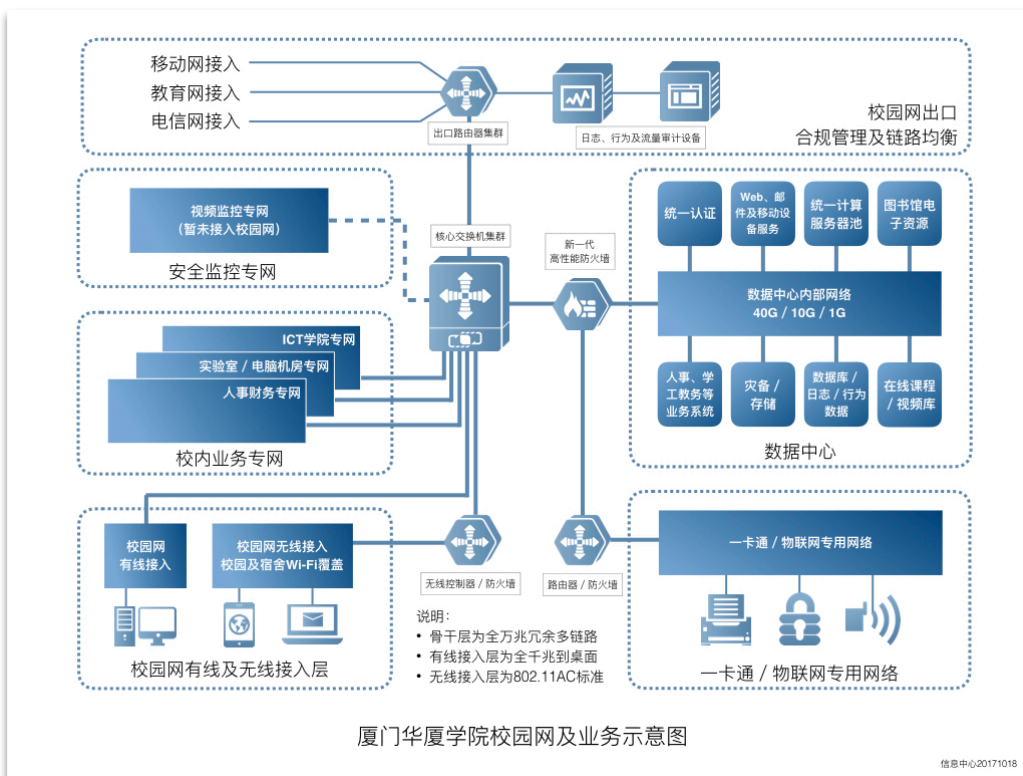 移动网接入
教育网接入
电信网接入
出口路由器集群
日志、行为及流量审计设备
校园网出口
合规管理及链路均衡
视频监控专网
（暂未接入校园网）
安全监控专网
核心交换机集群
新一代
高性能防火墙
统一认证
Web、邮
件及移动设
备服务
统一计算
服务器池
图书馆电
子资源
数据中心内部网络
40G / 10G / 1G
人事、学
工教务等
业务系统
灾备 /
存储
数据库 /
日志 / 行为
数据
在线课程
/ 视频库
数据中心
ICT学院专网
实验室 / 电脑机房专网
人事财务专网
校内业务专网
校园网
有线接入
校园网无线接入
校园及宿舍Wi-Fi覆盖
校园网有线及无线接入层
无线控制器 / 防火墙
路由器 / 防火墙
一卡通 / 物联网专用网络
一卡通 / 物联网专用网络
说明：
• 骨干层为全万兆冗余多链路
• 有线接入层为全千兆到桌面
• 无线接入层为802.11AC标准
厦门华厦学院校园网及业务示意图
信息中心20171018